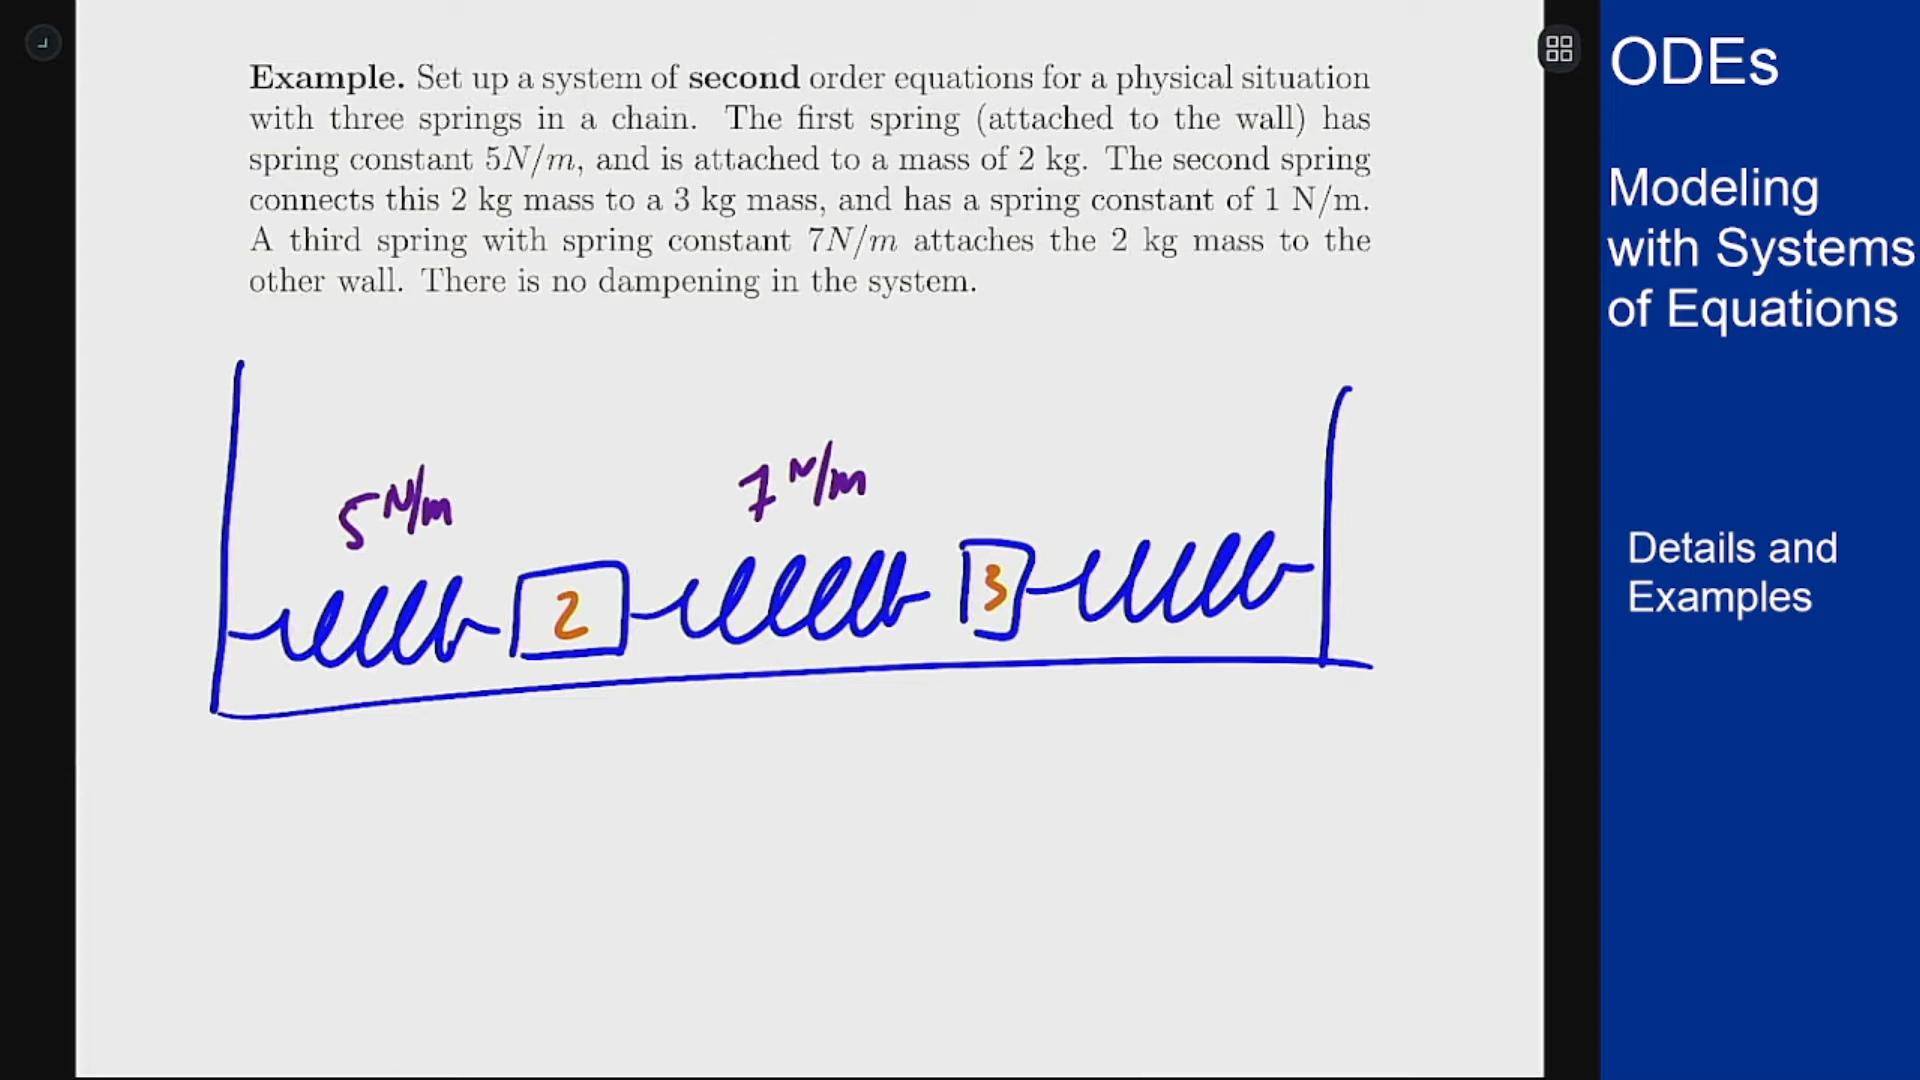 Example. Set up a system of second order equations for a physical situation
with three springs in a chain. The first spring (attached to the wall) has
spring constant 5N/m, and is attached to a mass of 2 kg. The second spring
connects this 2 kg mass to a 3 kg mass, and has a spring constant of 1 N/m.
A third spring with spring constant 7N/m attaches the 2 kg mass to the
other wall. There is no dampening in the system.
5 N/m
7 N/m
2
3
ODEs
Modeling
with Systems
of Equations
Details and
Examples